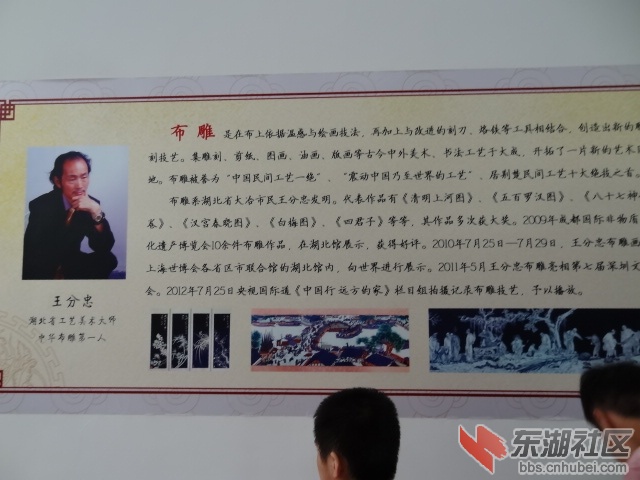 布雕 是在布上依据温感与绘画技法，再加上与改进的刻刀、烙铁等工具相结合，创造出新的雕
刻技艺。集雕刻、剪纸、图画、油画、版画等古今中外美术、书法工艺于大成，开拓了一片新的艺术
地。布雕被誉为“中国民间工艺一绝”、“震动中国乃至世界的工艺”、居荆楚民间工艺十大绝技之首。
布雕系湖北省大冶市民王分忠发明。代表作品有《清明上河图》、《五百罗汉图》、《八十七神
卷》、《汉宫春晓图》、《白梅图》、《四君子》等等，其作品多次获大奖。2009年成都国际非物质
化遗产博览会10余件布雕作品，在湖北馆展示，获得好评。2010年7月25日—7月29日，王分忠布雕画
上海世博会各省区市联合馆的湖北馆内，向世界进行展示。2011年5月王分忠布雕亮相第七届深圳文
会。2012年7月25日央视国际道《中国行·远方的家》栏目组拍摄记录布雕技艺，予以播放。
王分忠
湖北省工艺美术大师
中华布雕第一人
东湖社区
bbs.cnhubei.com